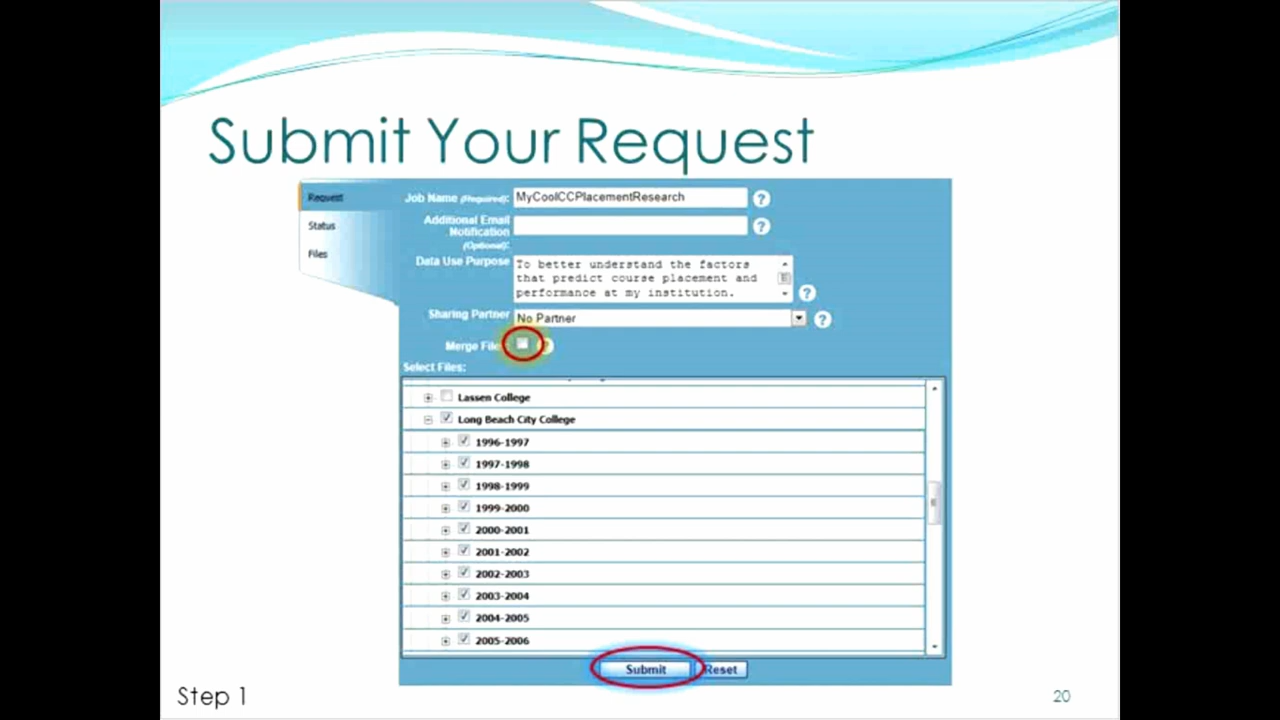 Submit Your Request
Request
Status
Files
Job Name (Required): MyCoolCCPlacementResearch ?
Additional Email
Notification
(Optional): ?
Data Use Purpose To better understand the factors
that predict course placement and
performance at my institution. ?
Sharing Partner No Partner ?
Merge File
Select Files:
Lassen College
Long Beach City College
1996-1997
1997-1998
1998-1999
1999-2000
2000-2001
2001-2002
2002-2003
2003-2004
2004-2005
2005-2006
Submit Reset
Step 1
20